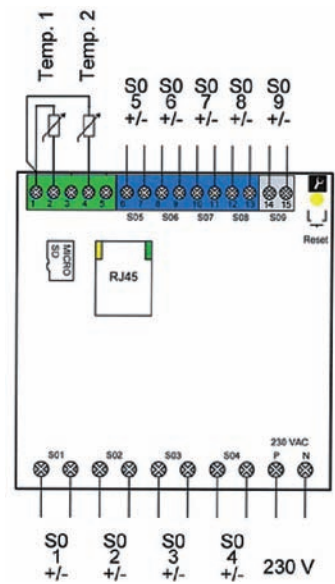 Temp. 1
Temp. 2
S0 S0 S0 S0 S0
5 6 7 8 9
+/- +/- +/- +/- +/-
1 2 3 4 5 6 7 8 9 10 11 12 13 14 15
S05 S06 S07 S08 S09
Reset
MICRO
SD
RJ45
230 VAC
S01 S02 S03 S04 P N
S0 S0 S0 S0
1 2 3 4
+/- +/- +/- +/- 230 V